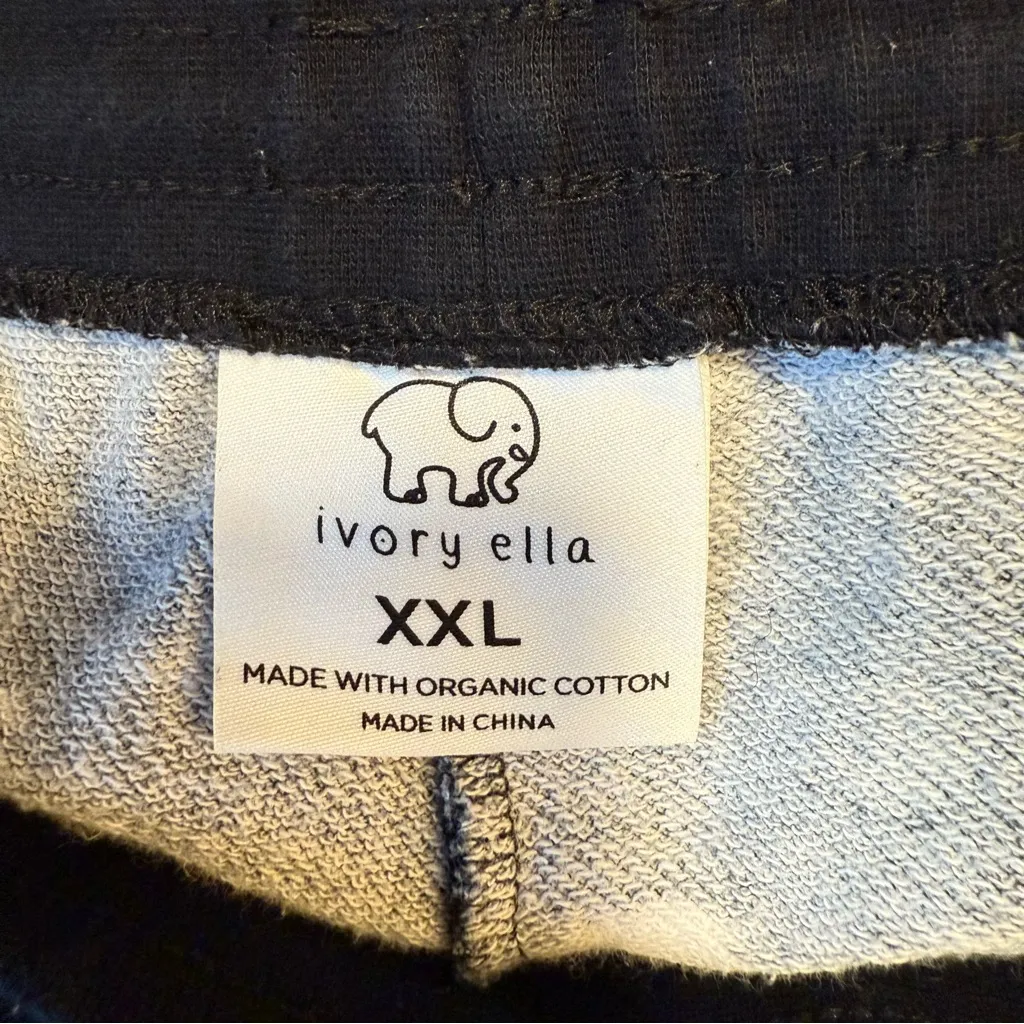 ivory ella
XXL
MADE WITH ORGANIC COTTON
MADE IN CHINA